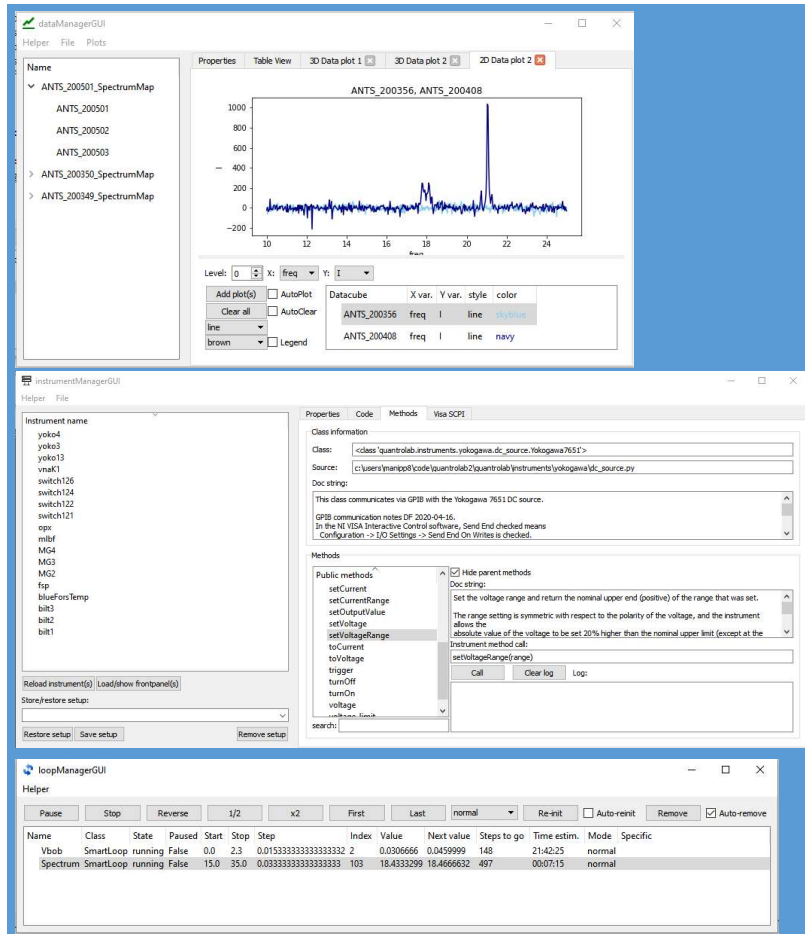 dataManagerGUI
Helper File Plots
Name
ANTS_200501_SpectrumMap
ANTS_200501
ANTS_200502
ANTS_200503
ANTS_200350_SpectrumMap
ANTS_200349_SpectrumMap
Properties Table View 3D Data plot 1 3D Data plot 2 2D Data plot 2
ANTS_200356, ANTS_200408
1000
800
600
400
200
0
−200
I
10 12 14 16 18 20 22 24
freq
Level: 0 X: freq Y: I
Add plot(s) AutoPlot
Clear all AutoClear
line
brown Legend
Datacube X var. Y var. style color
ANTS_200356 freq I line skyblue
ANTS_200408 freq I line navy
instrumentManagerGUI
Helper File
Instrument name
yoko4
yoko3
yoko13
vnaK1
switch126
switch124
switch122
switch121
opx
mlbf
MG4
MG3
MG2
fsp
blueForsTemp
bilt3
bilt2
bilt1
Reload instrument(s) Load/show frontpanel(s)
Store/restore setup:
Restore setup Save setup Remove setup
Properties Code Methods Visa SCPI
Class information
Class: <class 'quantrolab.instruments.yokogawa.dc_source.Yokogawa7651'>
Source: c:\users\manipp8\code\quantrolab2\quantrolab\instruments\yokogawa\dc_source.py
Doc string:
This class communicates via GPIB with the Yokogawa 7651 DC source.
GPIB communication notes DF 2020-04-16.
In the NI VISA Interactive Control software, Send End checked means
Configuration -> I/O Settings -> Send End On Writes is checked.
Methods
Public methods
setCurrent
setCurrentRange
setOutputValue
setVoltage
setVoltageRange
toCurrent
toVoltage
trigger
turnOff
turnOn
voltage
voltage_limit
search:
Hide parent methods
Doc string:
Set the voltage range and return the nominal upper end (positive) of the range that was set.
The range setting is symmetric with respect to the polarity of the voltage, and the instrument
allows the
absolute value of the voltage to be set 20% higher than the nominal upper limit (except at the
Instrument method call:
setVoltageRange(range)
Call Clear log Log:
loopManagerGUI
Helper
Pause Stop Reverse 1/2 x2 First Last normal Re-init Auto-reinit Remove Auto-remove
Name Class State Paused Start Stop Step Index Value Next value Steps to go Time estim. Mode Specific
Vbob SmartLoop running False 0.0 2.3 0.015333333333333332 2 0.0306666 0.0459999 148 21:42:25 normal
Spectrum SmartLoop running False 15.0 35.0 0.03333333333333333 103 18.4333299 18.4666632 497 00:07:15 normal